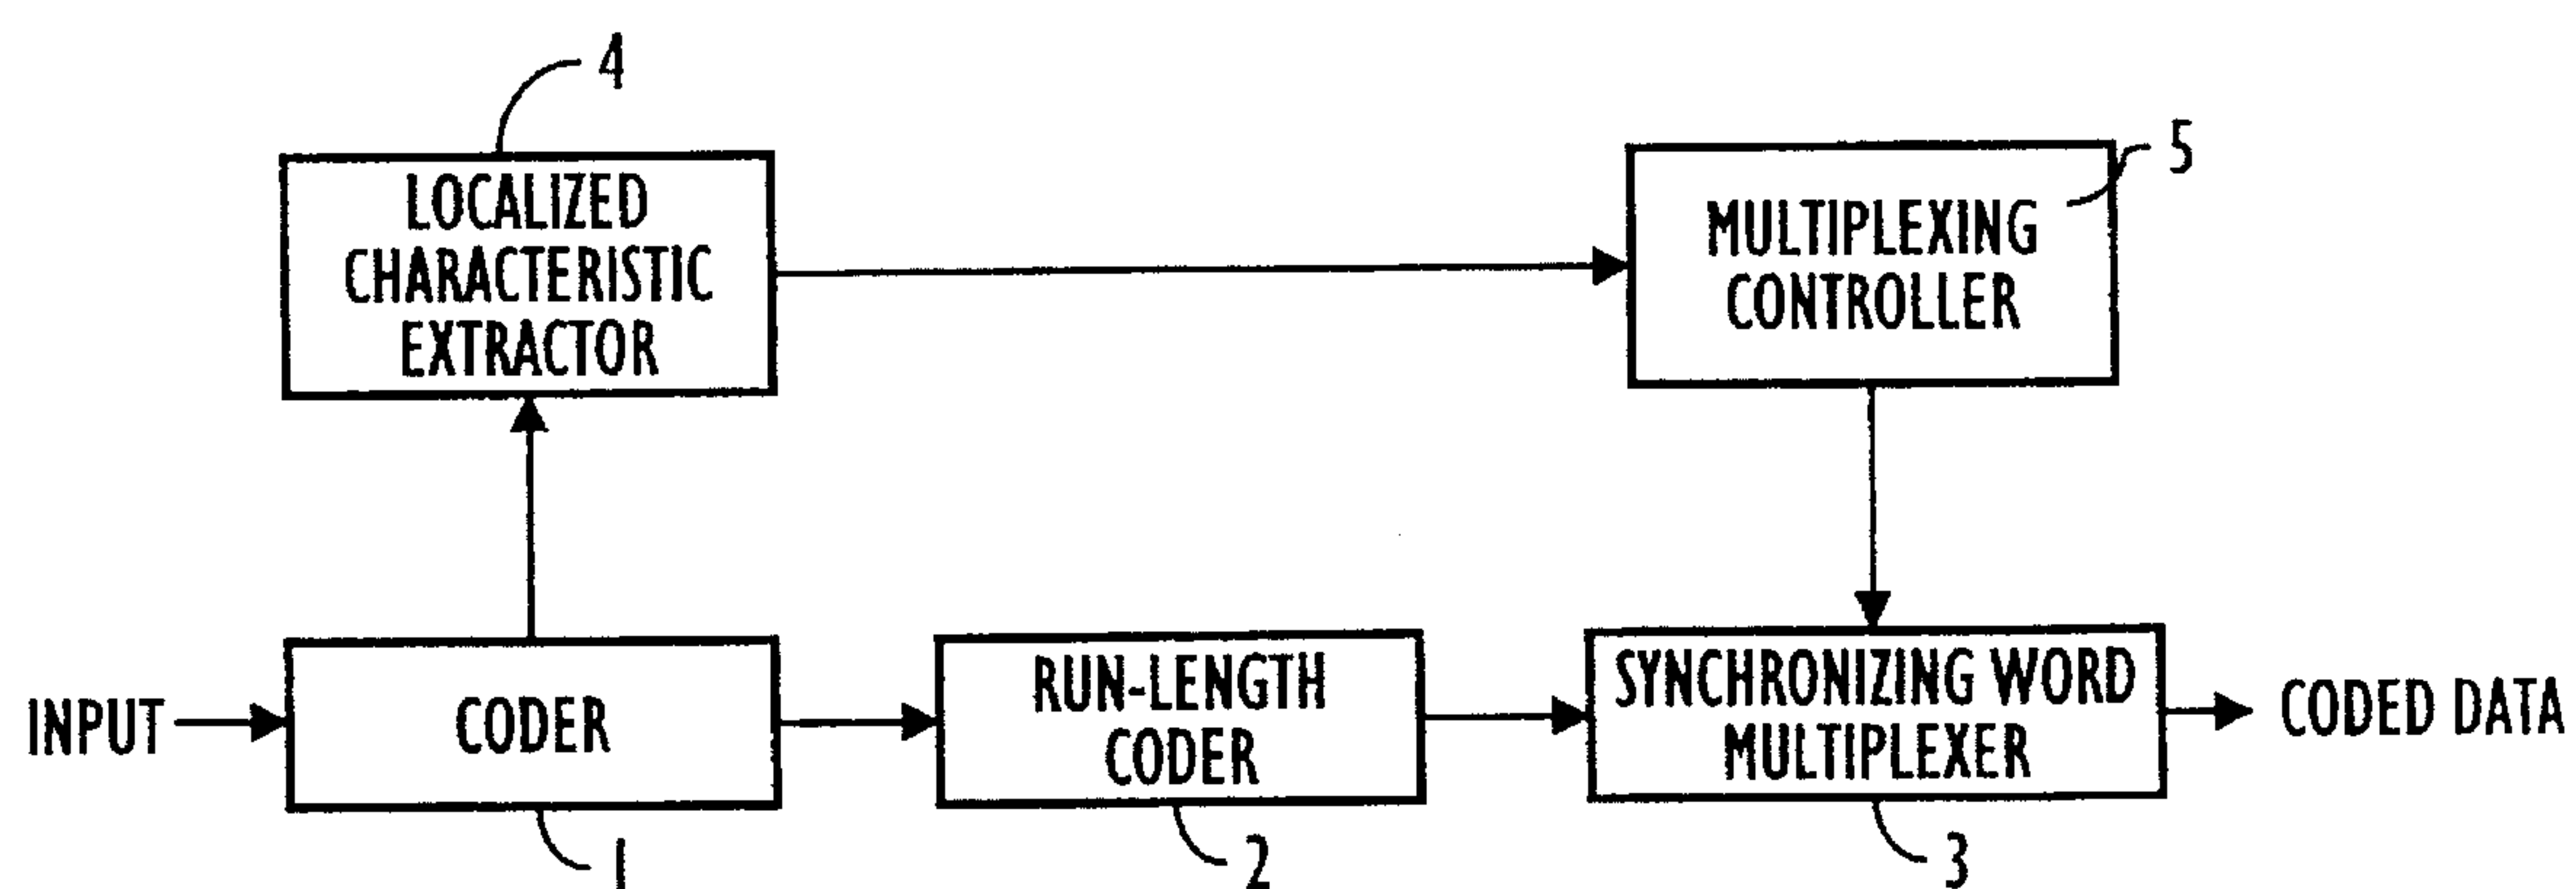 4
LOCALIZED
CHARACTERISTIC
EXTRACTOR
5
MULTIPLEXING
CONTROLLER
INPUT
CODER
RUN-LENGTH
CODER
SYNCHRONIZING WORD
MULTIPLEXER
CODED DATA
1
2
3